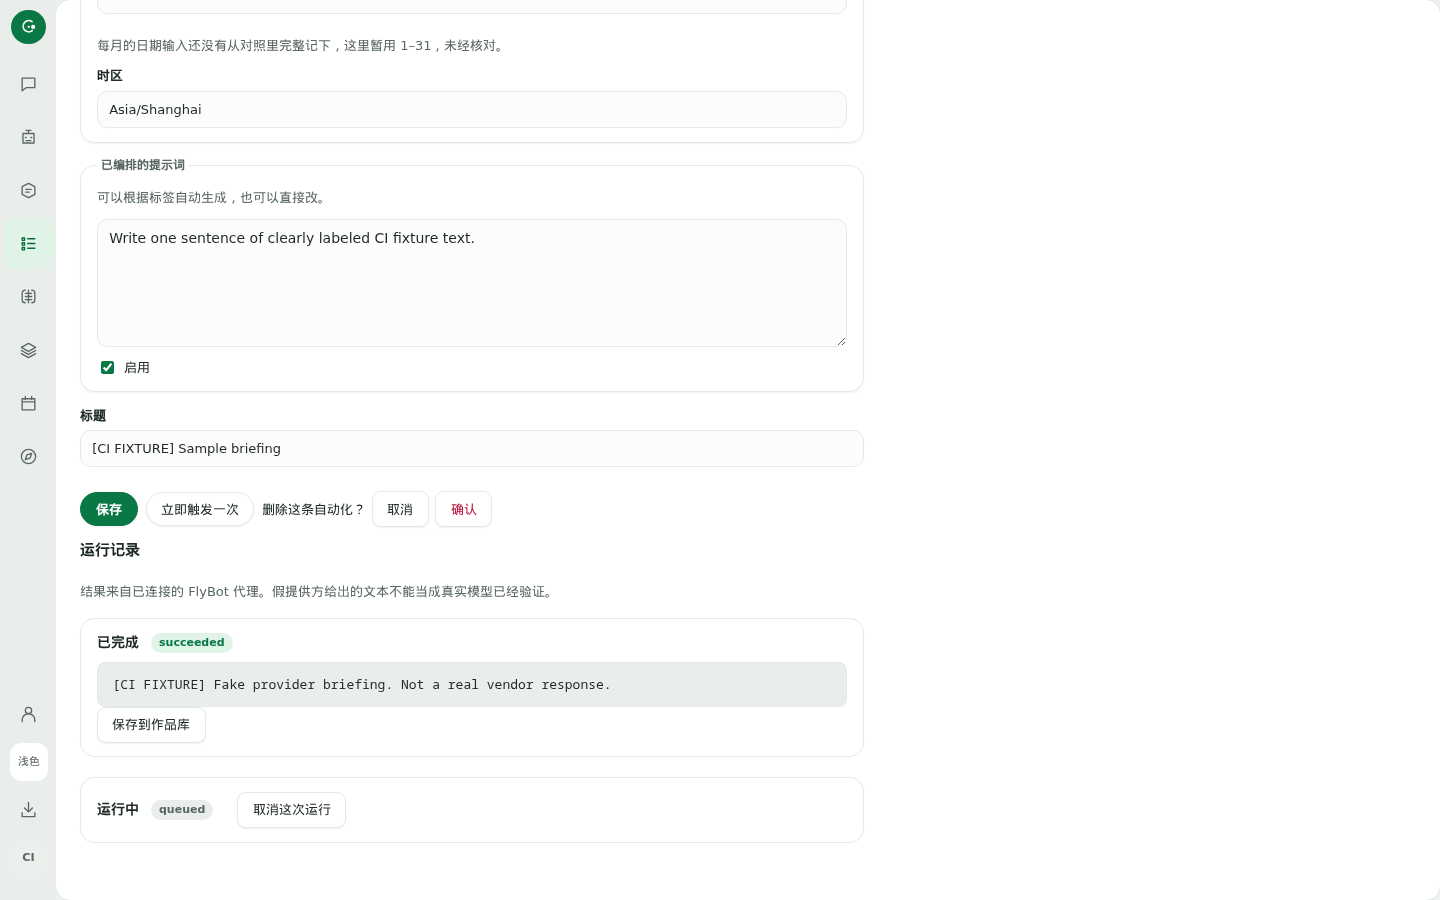 每月的日期输入还没有从对照里完整记下，这里暂用 1–31，未经核对。
时区
Asia/Shanghai
已编排的提示词
可以根据标签自动生成，也可以直接改。
Write one sentence of clearly labeled CI fixture text.
启用
标题
[CI FIXTURE] Sample briefing
保存 立即触发一次 删除这条自动化？ 取消 确认
运行记录
结果来自已连接的 FlyBot 代理。假提供方给出的文本不能当成真实模型已经验证。
已完成 succeeded
[CI FIXTURE] Fake provider briefing. Not a real vendor response.
保存到作品库
运行中 queued 取消这次运行
浅色
CI